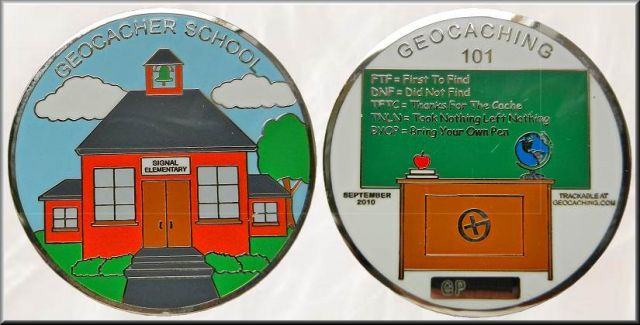 GEOCACHER SCHOOL
SIGNAL
ELEMENTARY
GEOCACHING
101
FTF = First To Find
DNF = Did Not Find
TFTC = Thanks For The Cache
TNLN = Took Nothing Left Nothing
BYOP = Bring Your Own Pen
SEPTEMBER
2010
TRACKABLE AT
GEOCACHING.COM
GP